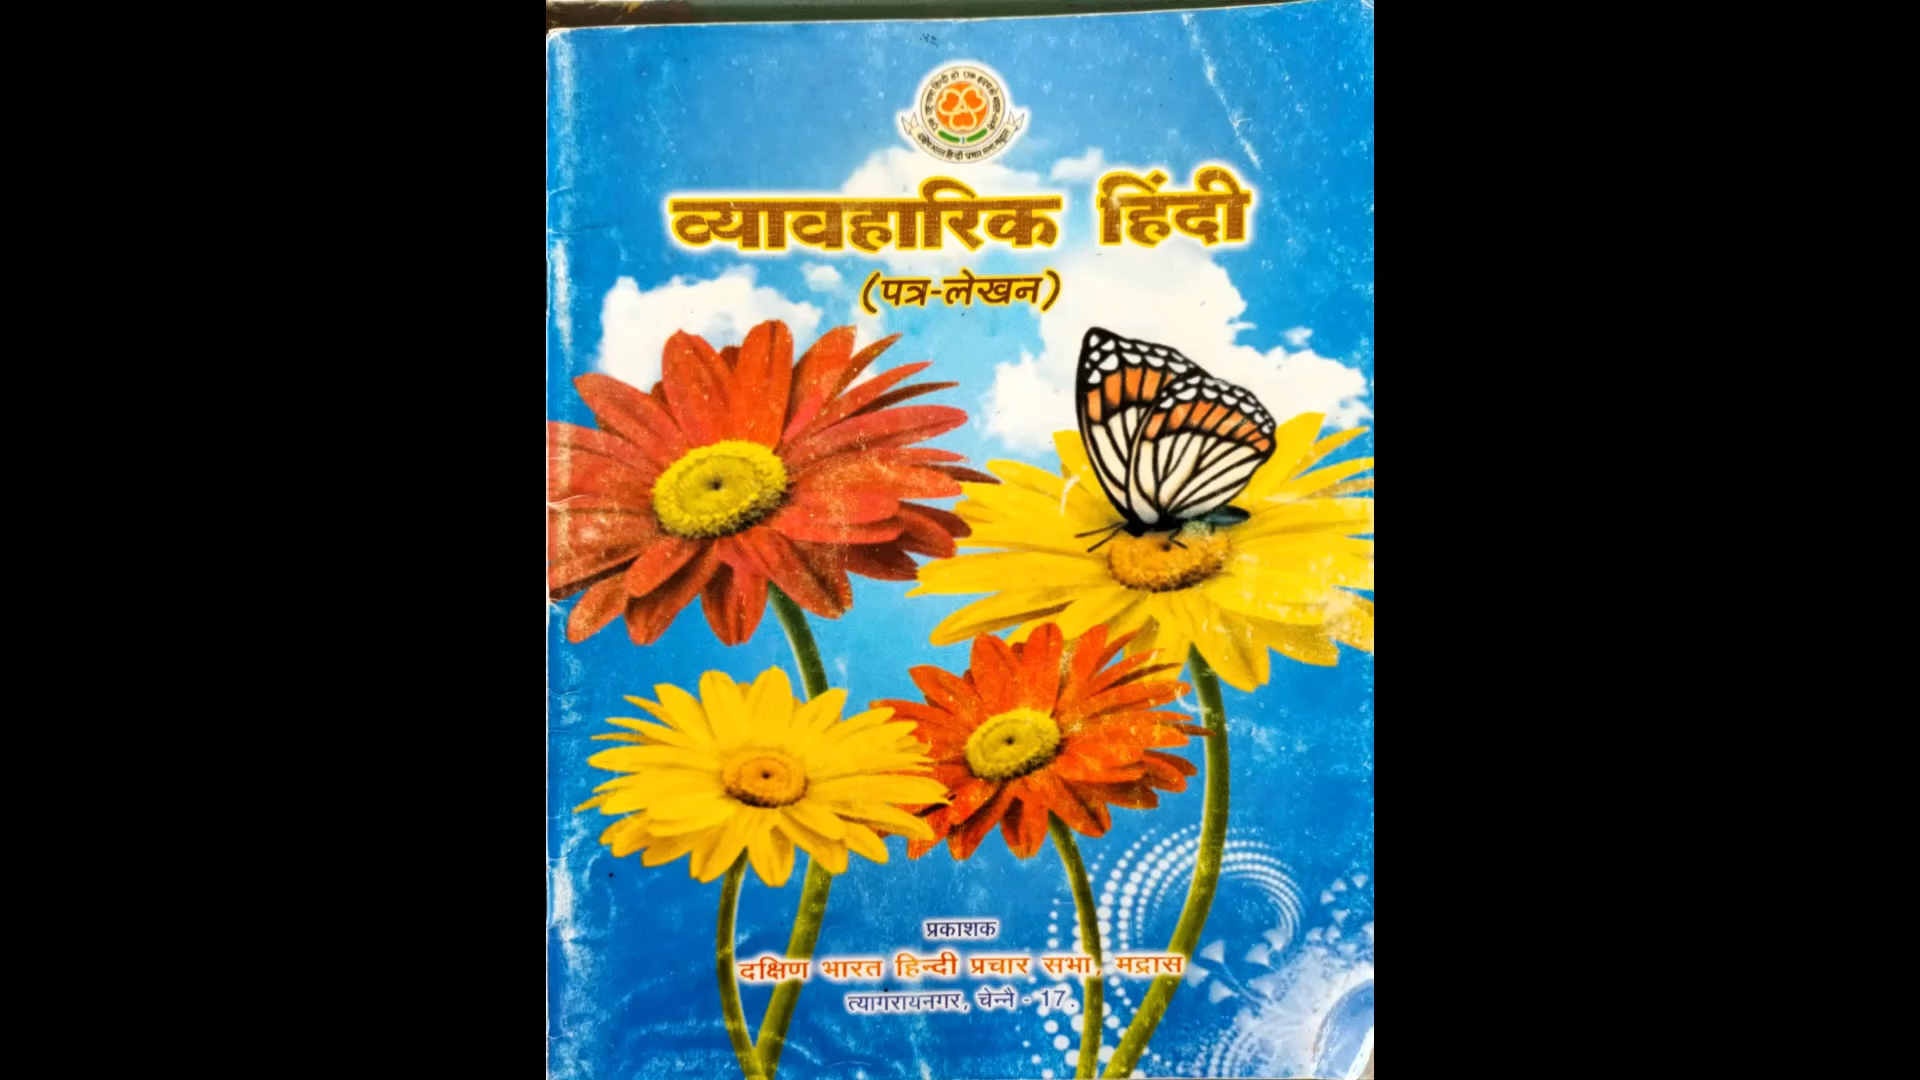 व्यावहारिक हिंदी
(पत्र-लेखन)
प्रकाशक
दक्षिण भारत हिन्दी प्रचार सभा, मद्रास
त्यागरायनगर, चेन्नै - 17.